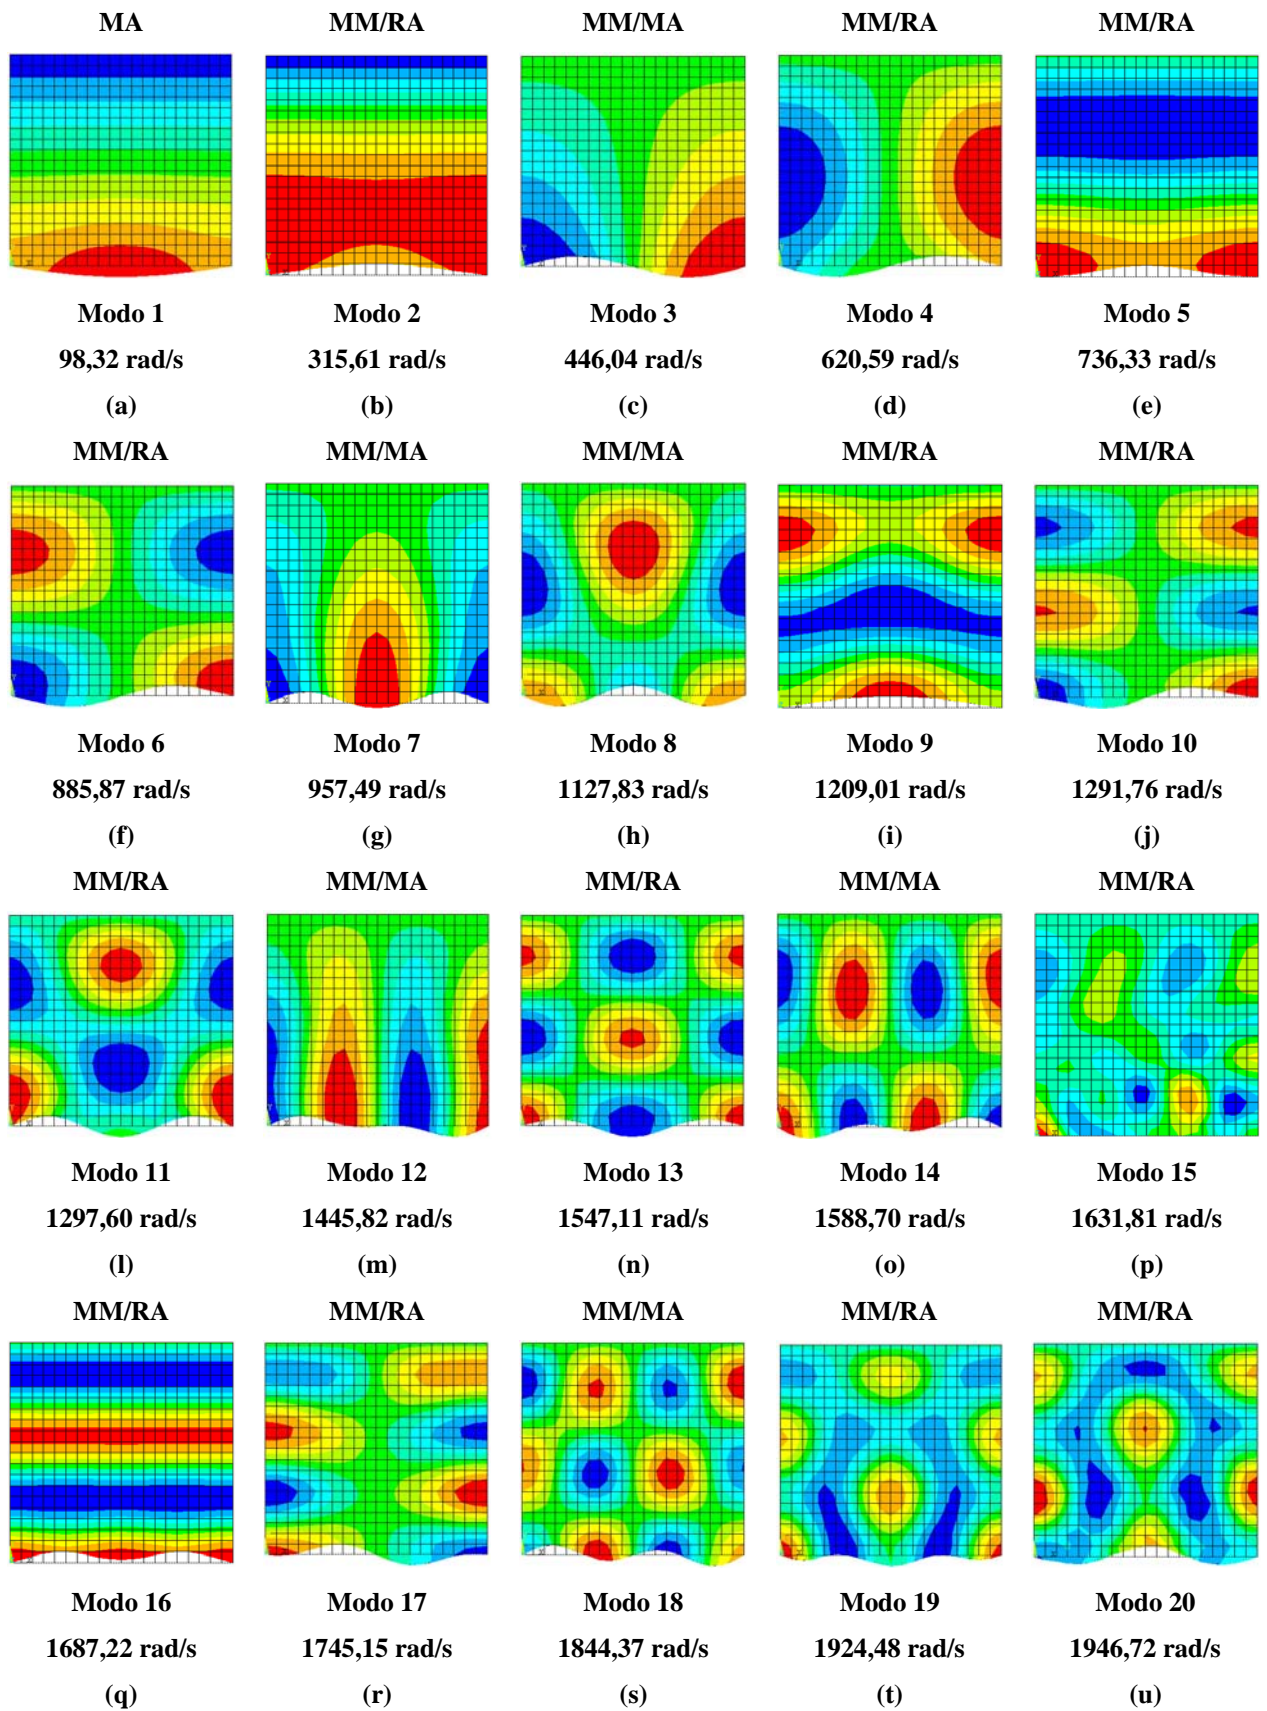 MA MM/RA MM/MA MM/RA MM/RA
Modo 1 Modo 2 Modo 3 Modo 4 Modo 5
98,32 rad/s 315,61 rad/s 446,04 rad/s 620,59 rad/s 736,33 rad/s
(a) (b) (c) (d) (e)
MM/RA MM/MA MM/MA MM/RA MM/RA
Modo 6 Modo 7 Modo 8 Modo 9 Modo 10
885,87 rad/s 957,49 rad/s 1127,83 rad/s 1209,01 rad/s 1291,76 rad/s
(f) (g) (h) (i) (j)
MM/RA MM/MA MM/RA MM/MA MM/RA
Modo 11 Modo 12 Modo 13 Modo 14 Modo 15
1297,60 rad/s 1445,82 rad/s 1547,11 rad/s 1588,70 rad/s 1631,81 rad/s
(l) (m) (n) (o) (p)
MM/RA MM/RA MM/MA MM/RA MM/RA
Modo 16 Modo 17 Modo 18 Modo 19 Modo 20
1687,22 rad/s 1745,15 rad/s 1844,37 rad/s 1924,48 rad/s 1946,72 rad/s
(q) (r) (s) (t) (u)